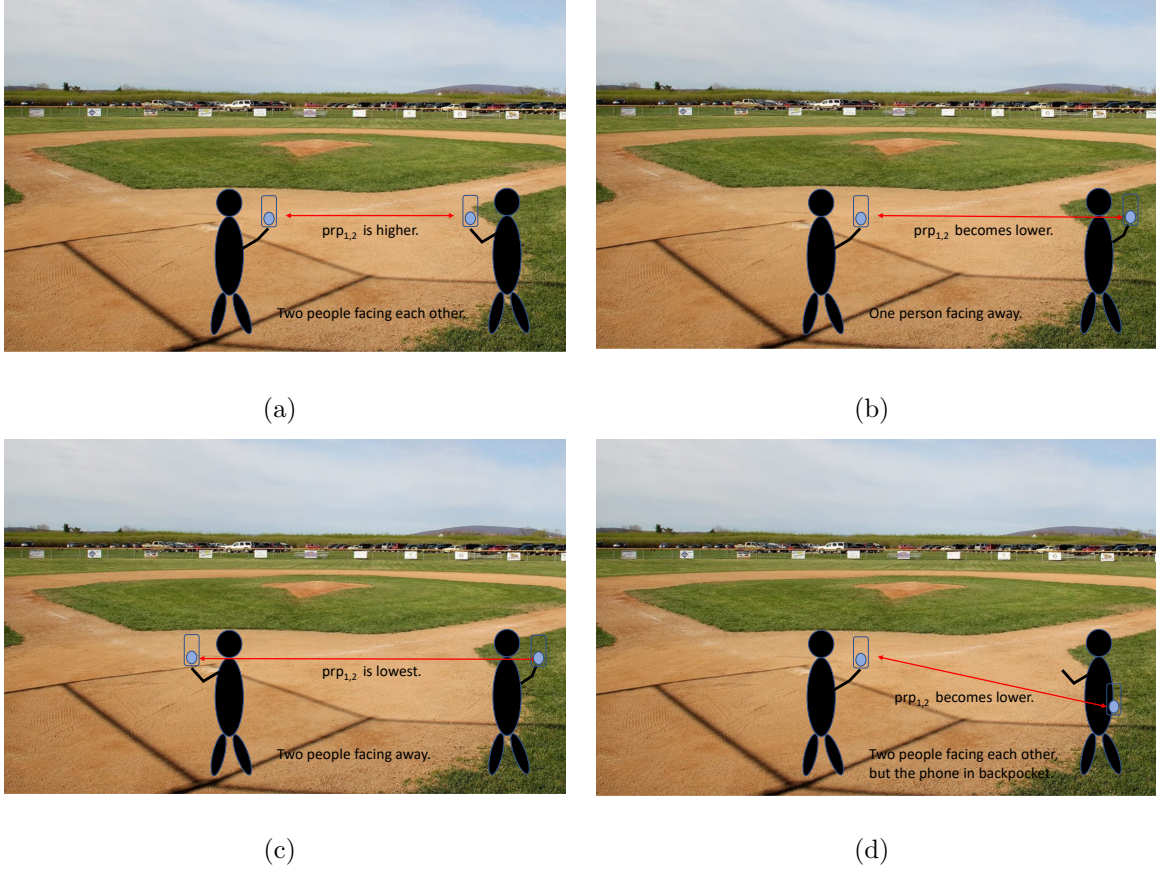 prp1,2 is higher.
Two people facing each other.
(a)
prp1,2 becomes lower.
One person facing away.
(b)
prp1,2 is lowest.
Two people facing away.
(c)
prp1,2 becomes lower.
Two people facing each other,
but the phone in backpocket.
(d)